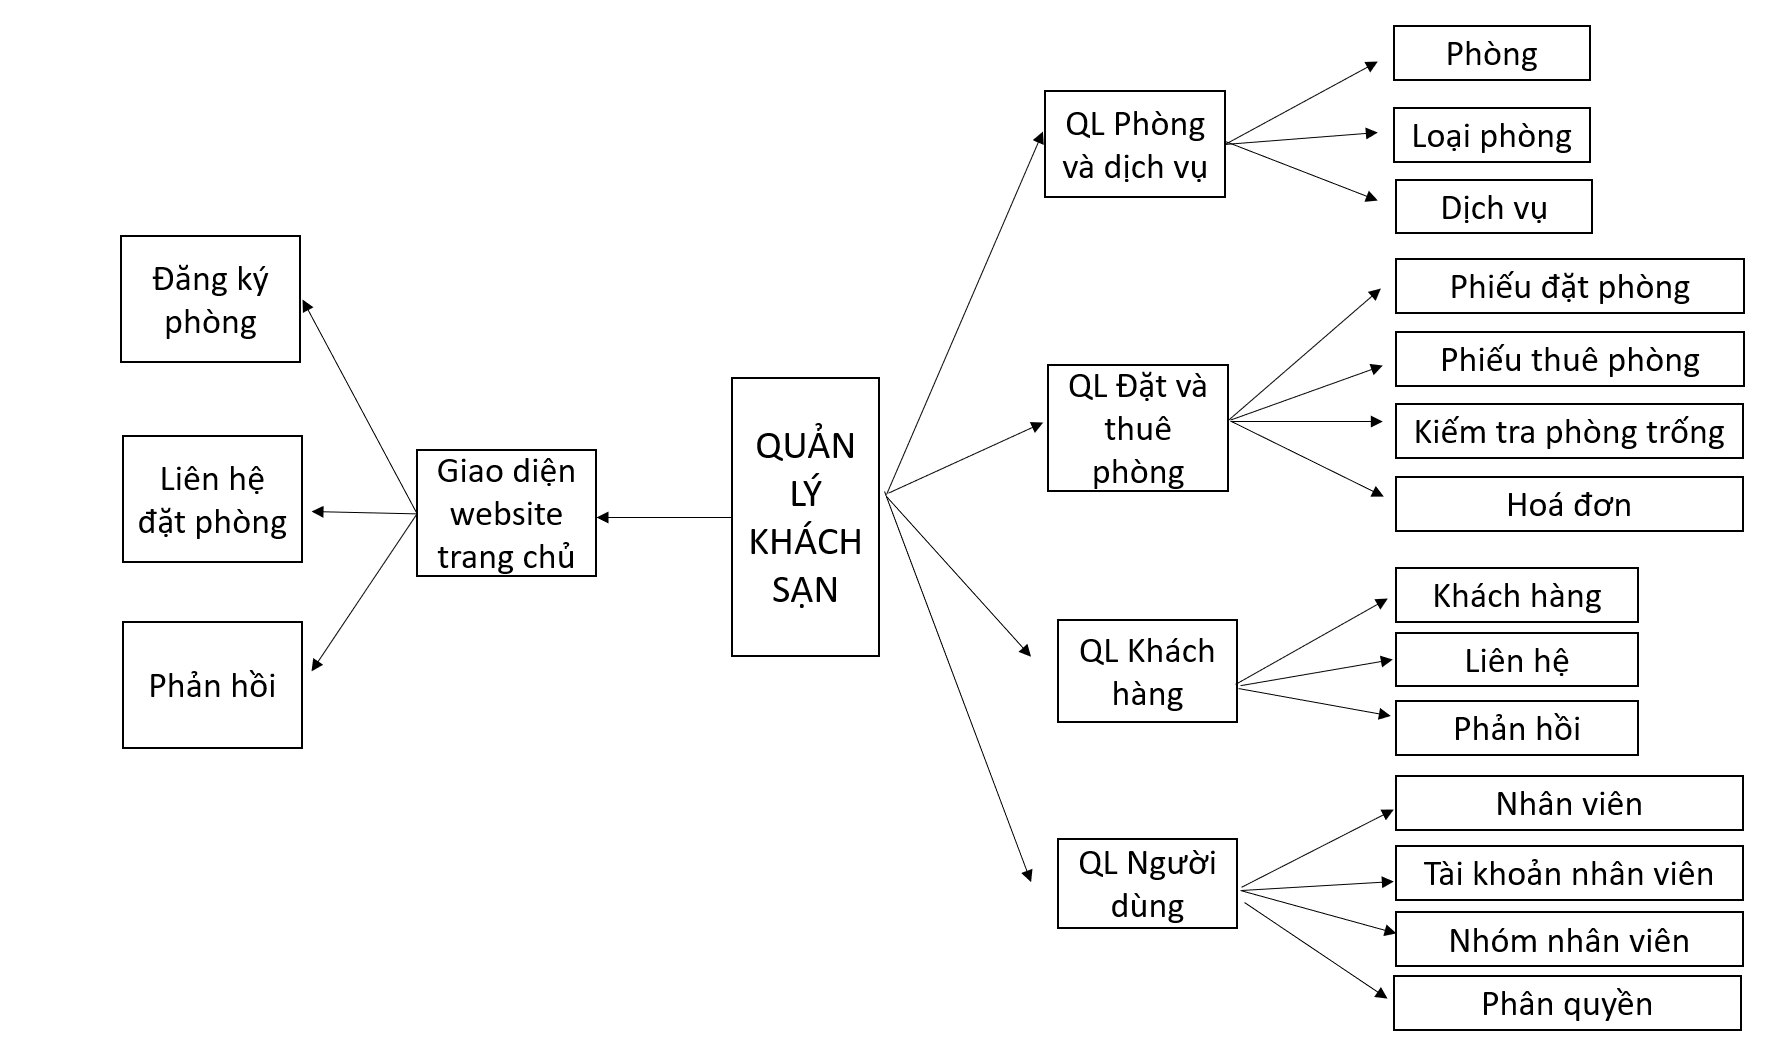 Đăng ký
phòng
Liên hệ
đặt phòng
Phản hồi
Giao diện
website
trang chủ
QUẢN
LÝ
KHÁCH
SẠN
QL Phòng
và dịch vụ
Phòng
Loại phòng
Dịch vụ
QL Đặt và
thuê
phòng
Phiếu đặt phòng
Phiếu thuê phòng
Kiếm tra phòng trống
Hoá đơn
QL Khách
hàng
Khách hàng
Liên hệ
Phản hồi
QL Người
dùng
Nhân viên
Tài khoản nhân viên
Nhóm nhân viên
Phân quyền